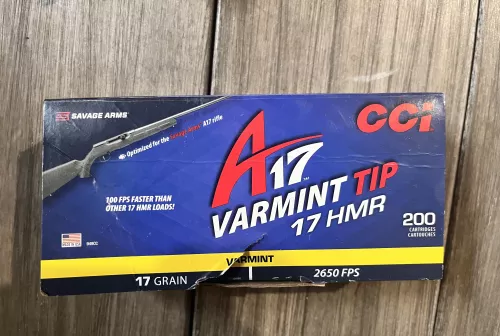 SAVAGE ARMS
CCI
Optimized for the Savage Arms A17 rifle
A17
100 FPS FASTER THAN
OTHER 17 HMR LOADS!
VARMINT TIP
17 HMR
200
CARTRIDGES
CARTOUCHES
VARMINT
17 GRAIN
2650 FPS